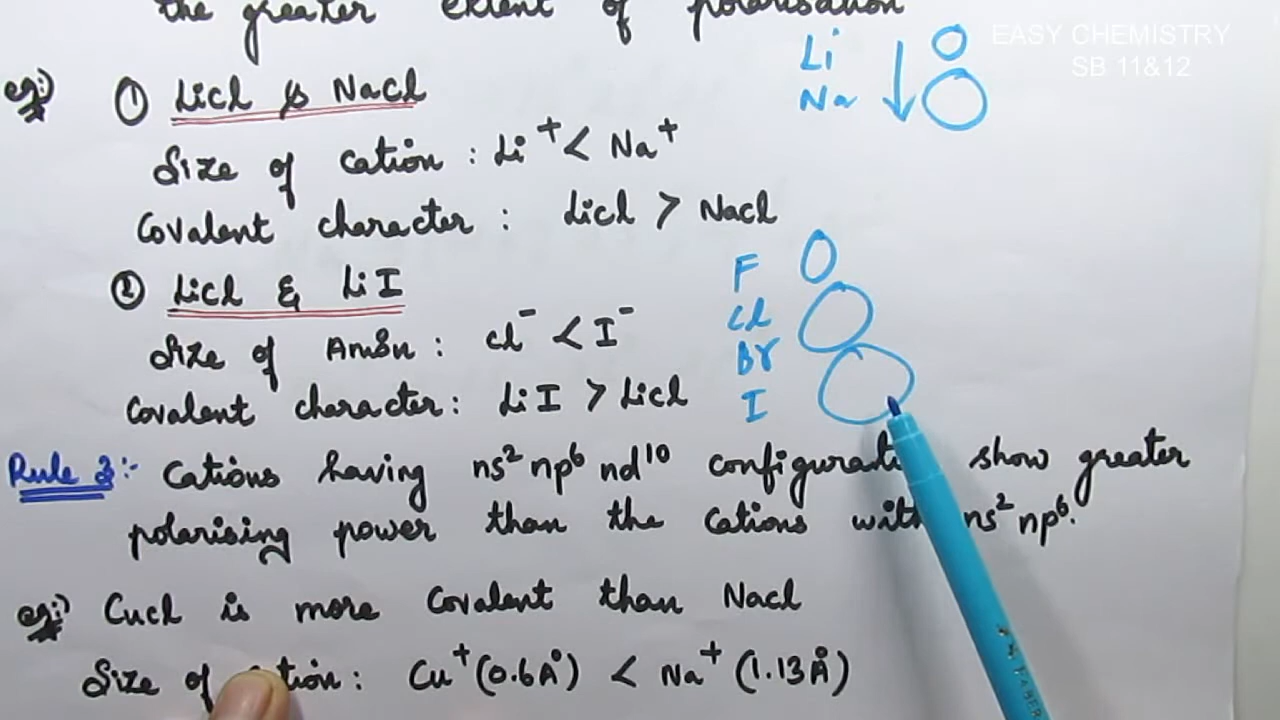 the greater extent of polarisation
EASY CHEMISTRY
SB 11&12
Li
Na
eg:) ① LiCl & NaCl
Size of cation : Li⁺ < Na⁺
Covalent character : LiCl > NaCl
② LiCl & LiI
Size of Anion : Cl⁻ < I⁻
Covalent character : LiI > LiCl
F
Cl
Br
I
Rule 3:- Cations having ns² np⁶ nd¹⁰ configuration show greater
polarising power than the cations with ns² np⁶.
eg:) CuCl is more covalent than NaCl
Size of cation : Cu⁺ (0.6Å) < Na⁺ (1.13Å)